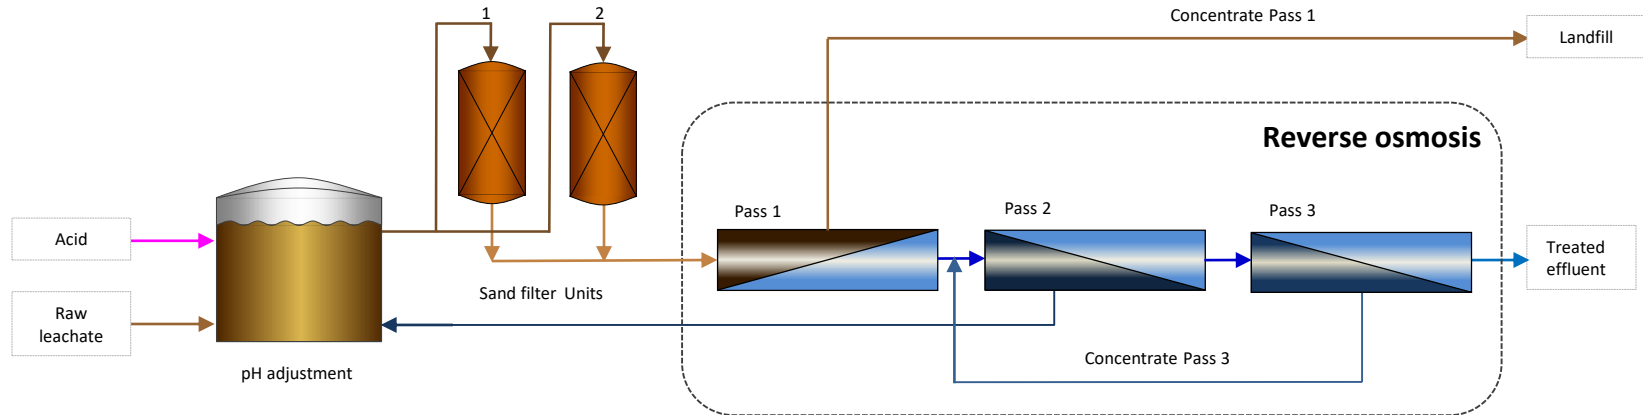 1
2
Concentrate Pass 1
Landfill
Reverse osmosis
Pass 1
Pass 2
Pass 3
Acid
Treated
effluent
Sand filter Units
Raw
leachate
Concentrate Pass 3
pH adjustment